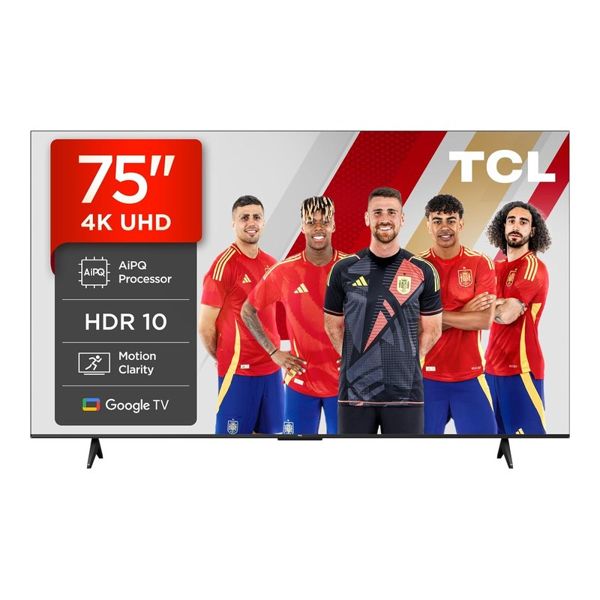 75"
4K UHD
AiPQ
AiPQ
Processor
HDR 10
Motion
Clarity
Google TV
TCL